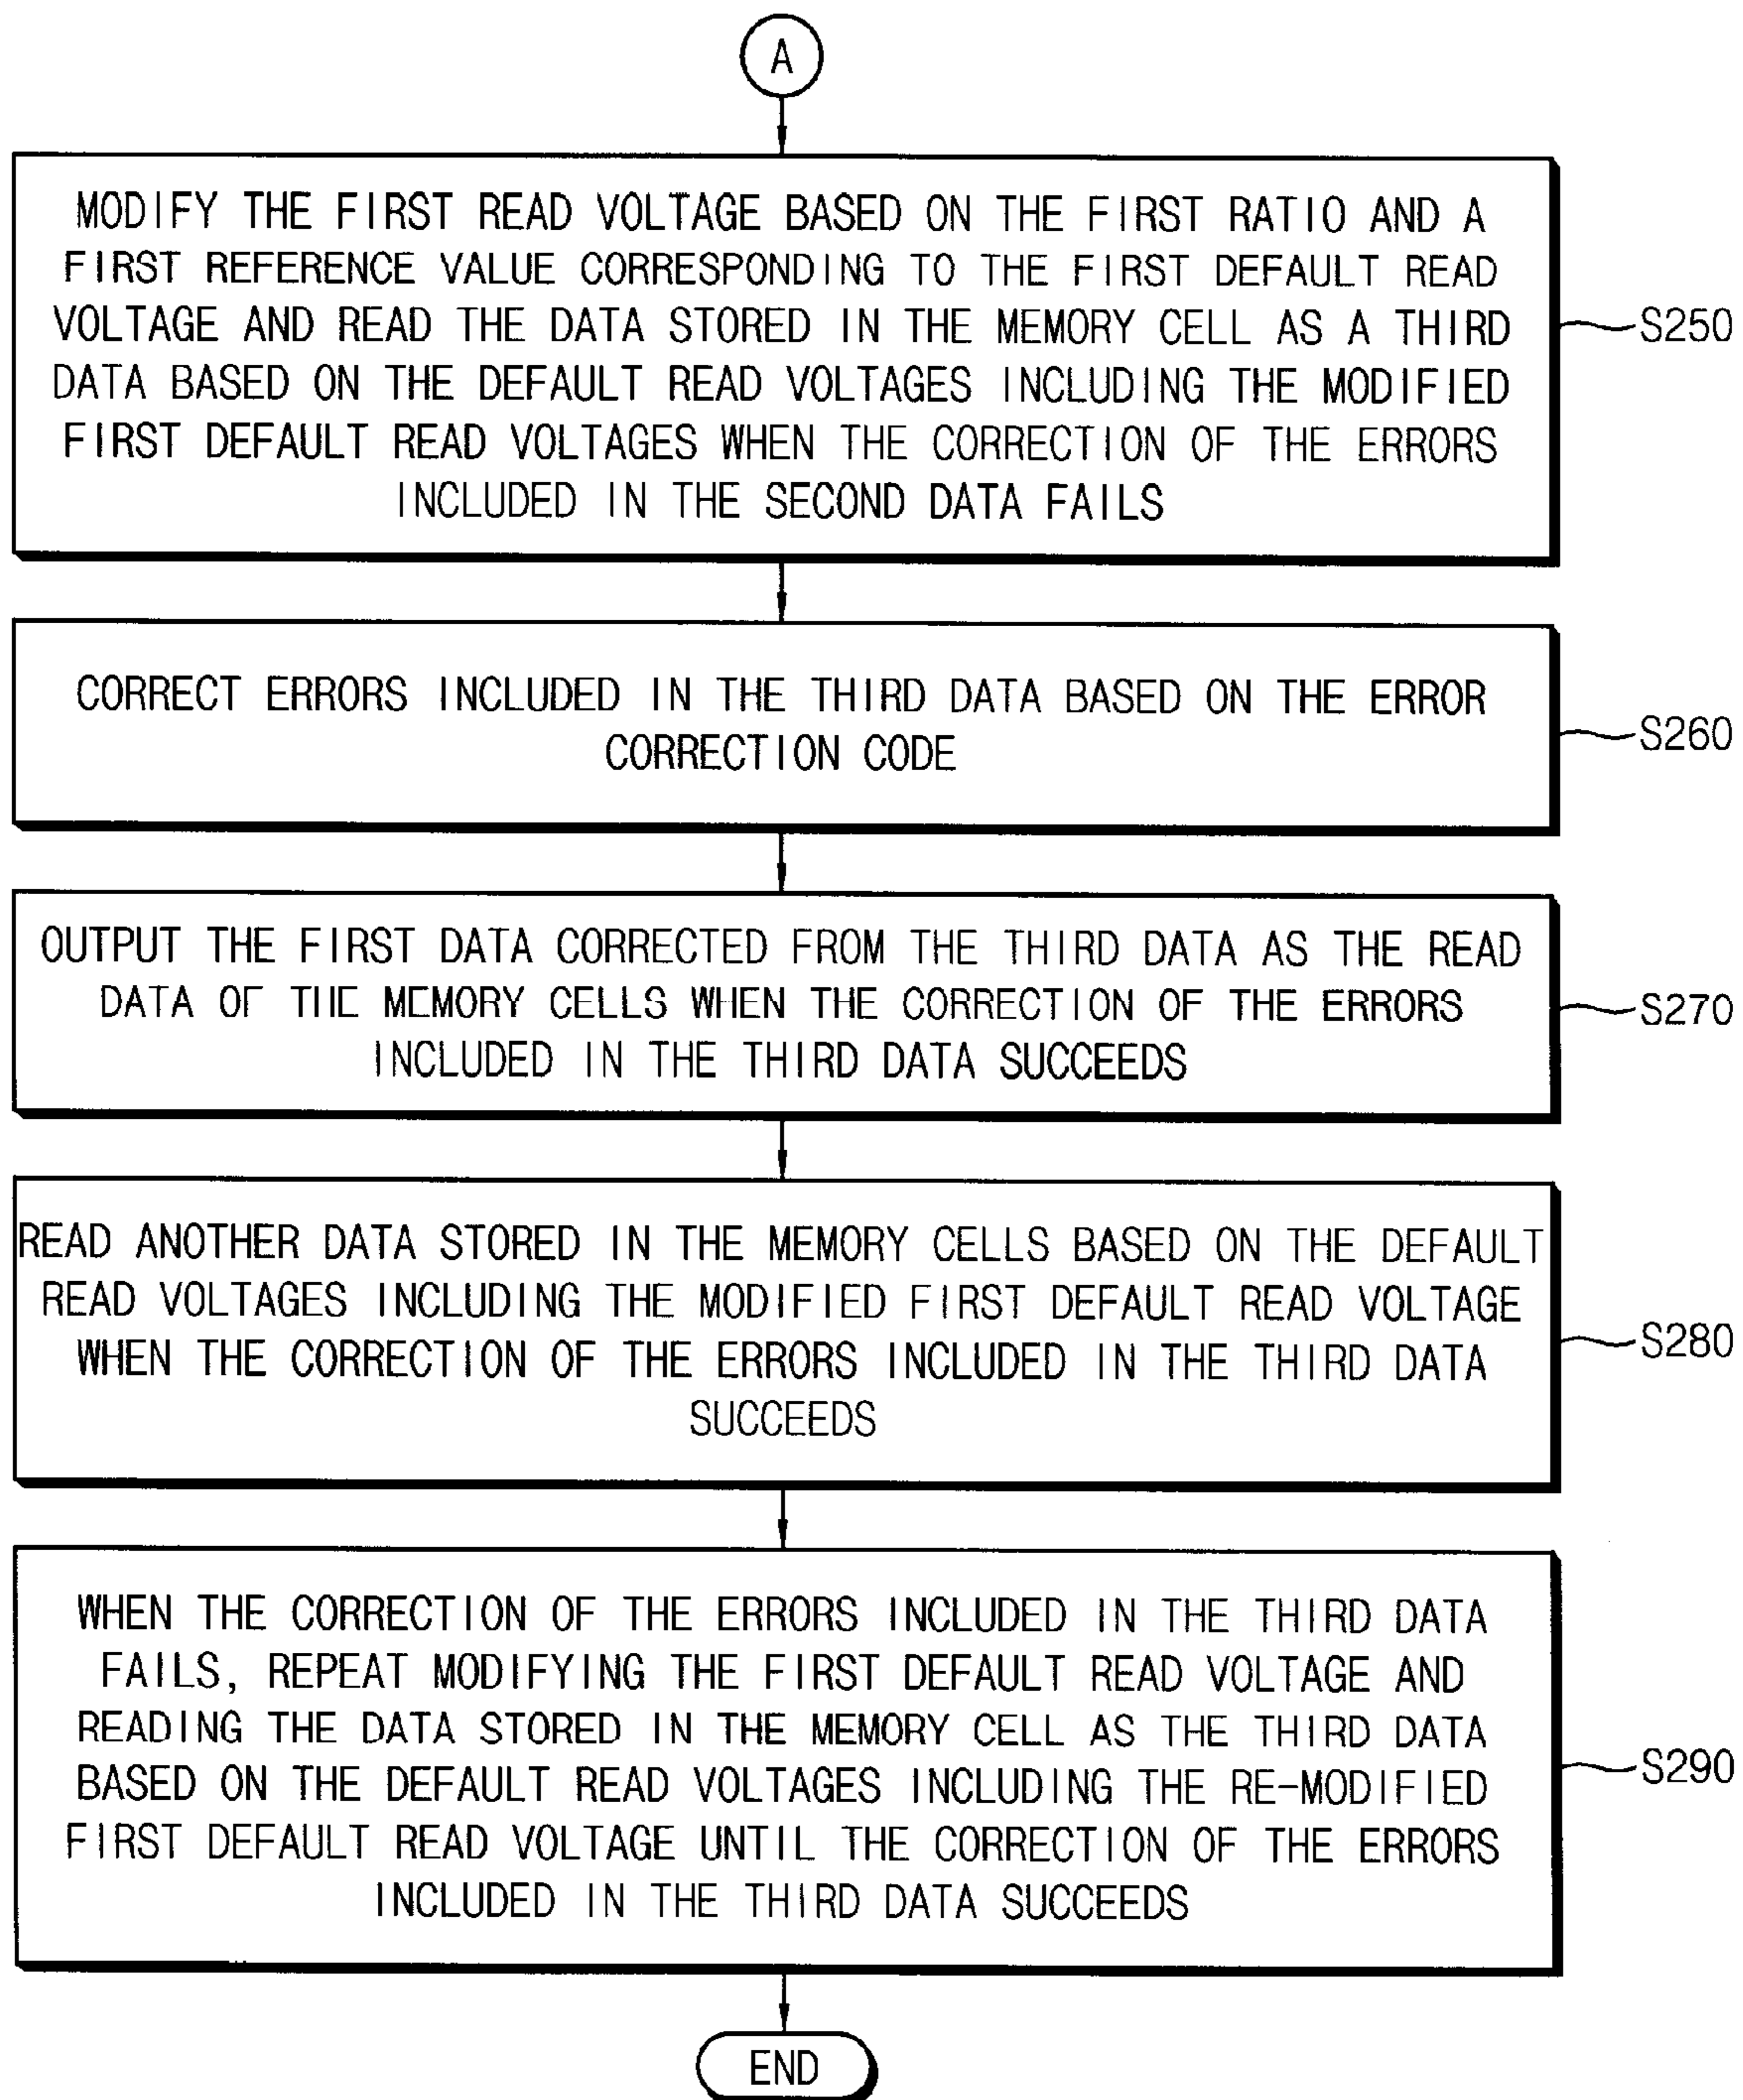 A
MODIFY THE FIRST READ VOLTAGE BASED ON THE FIRST RATIO AND A
FIRST REFERENCE VALUE CORRESPONDING TO THE FIRST DEFAULT READ
VOLTAGE AND READ THE DATA STORED IN THE MEMORY CELL AS A THIRD
DATA BASED ON THE DEFAULT READ VOLTAGES INCLUDING THE MODIFIED
FIRST DEFAULT READ VOLTAGES WHEN THE CORRECTION OF THE ERRORS
INCLUDED IN THE SECOND DATA FAILS
S250
CORRECT ERRORS INCLUDED IN THE THIRD DATA BASED ON THE ERROR
CORRECTION CODE
S260
OUTPUT THE FIRST DATA CORRECTED FROM THE THIRD DATA AS THE READ
DATA OF THE MEMORY CELLS WHEN THE CORRECTION OF THE ERRORS
INCLUDED IN THE THIRD DATA SUCCEEDS
S270
READ ANOTHER DATA STORED IN THE MEMORY CELLS BASED ON THE DEFAULT
READ VOLTAGES INCLUDING THE MODIFIED FIRST DEFAULT READ VOLTAGE
WHEN THE CORRECTION OF THE ERRORS INCLUDED IN THE THIRD DATA
SUCCEEDS
S280
WHEN THE CORRECTION OF THE ERRORS INCLUDED IN THE THIRD DATA
FAILS, REPEAT MODIFYING THE FIRST DEFAULT READ VOLTAGE AND
READING THE DATA STORED IN THE MEMORY CELL AS THE THIRD DATA
BASED ON THE DEFAULT READ VOLTAGES INCLUDING THE RE-MODIFIED
FIRST DEFAULT READ VOLTAGE UNTIL THE CORRECTION OF THE ERRORS
INCLUDED IN THE THIRD DATA SUCCEEDS
S290
END